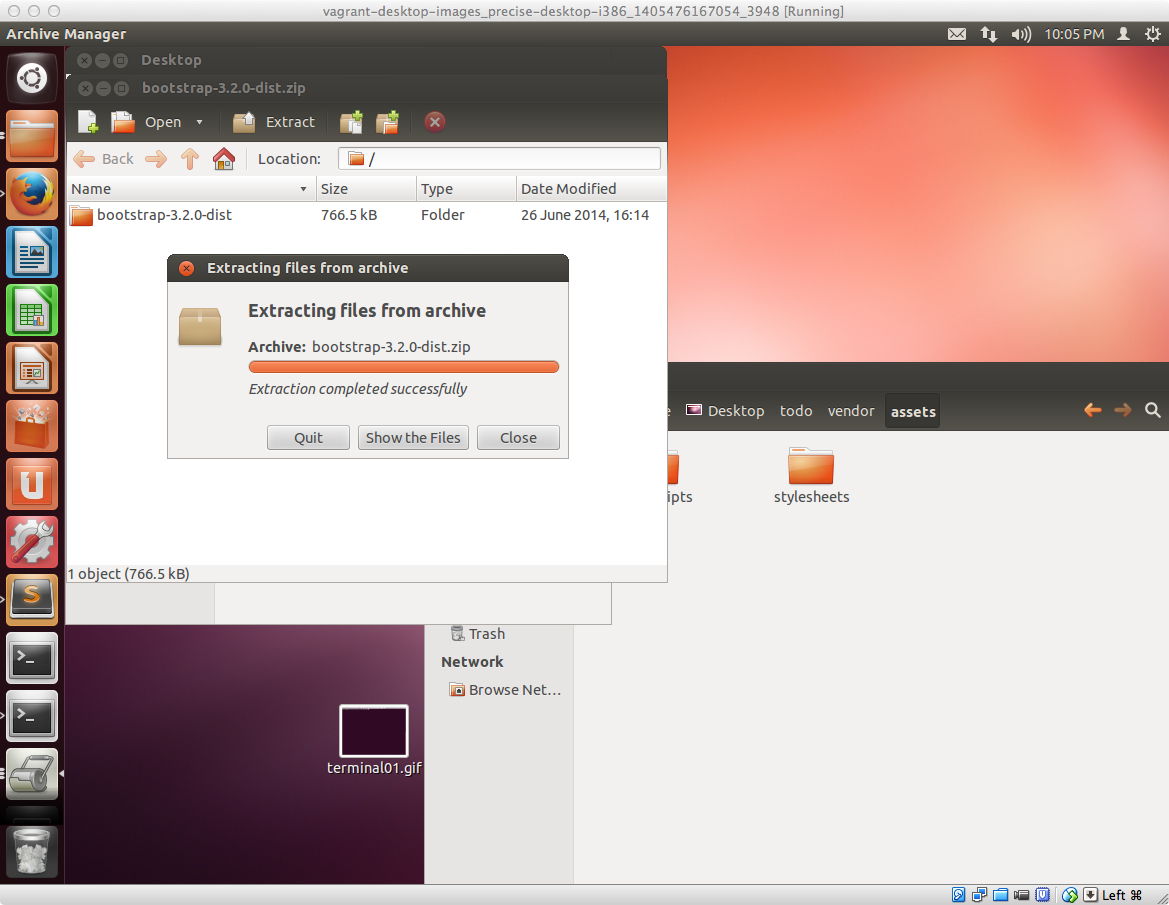 vagrant-desktop-images_precise-desktop-i386_1405476167054_3948 [Running]
Archive Manager
10:05 PM
Desktop
bootstrap-3.2.0-dist.zip
Open
Extract
Back
Location:
/
Name
Size
Type
Date Modified
bootstrap-3.2.0-dist
766.5 kB
Folder
26 June 2014, 16:14
Extracting files from archive
Extracting files from archive
Archive: bootstrap-3.2.0-dist.zip
Extraction completed successfully
Quit
Show the Files
Close
1 object (766.5 kB)
e
Desktop
todo
vendor
assets
ipts
stylesheets
Trash
Network
Browse Net...
terminal01.gif
Left ⌘